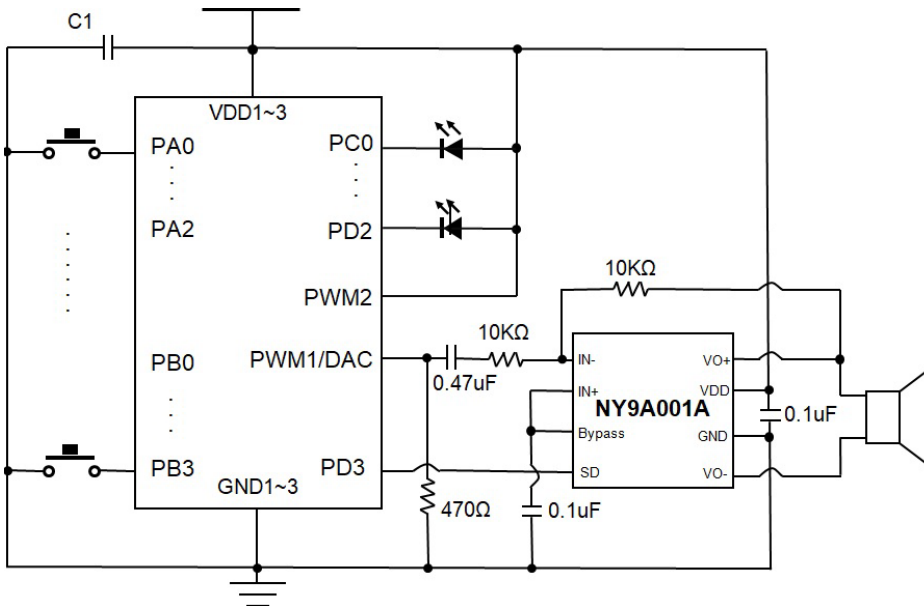 C1
VDD1~3
PA0
PC0
PA2
PD2
10KΩ
PWM2
10KΩ
PB0
PWM1/DAC
IN-
VO+
0.47uF
IN+
VDD
NY9A001A
0.1uF
Bypass
GND
PB3
PD3
SD
VO-
GND1~3
470Ω
0.1uF